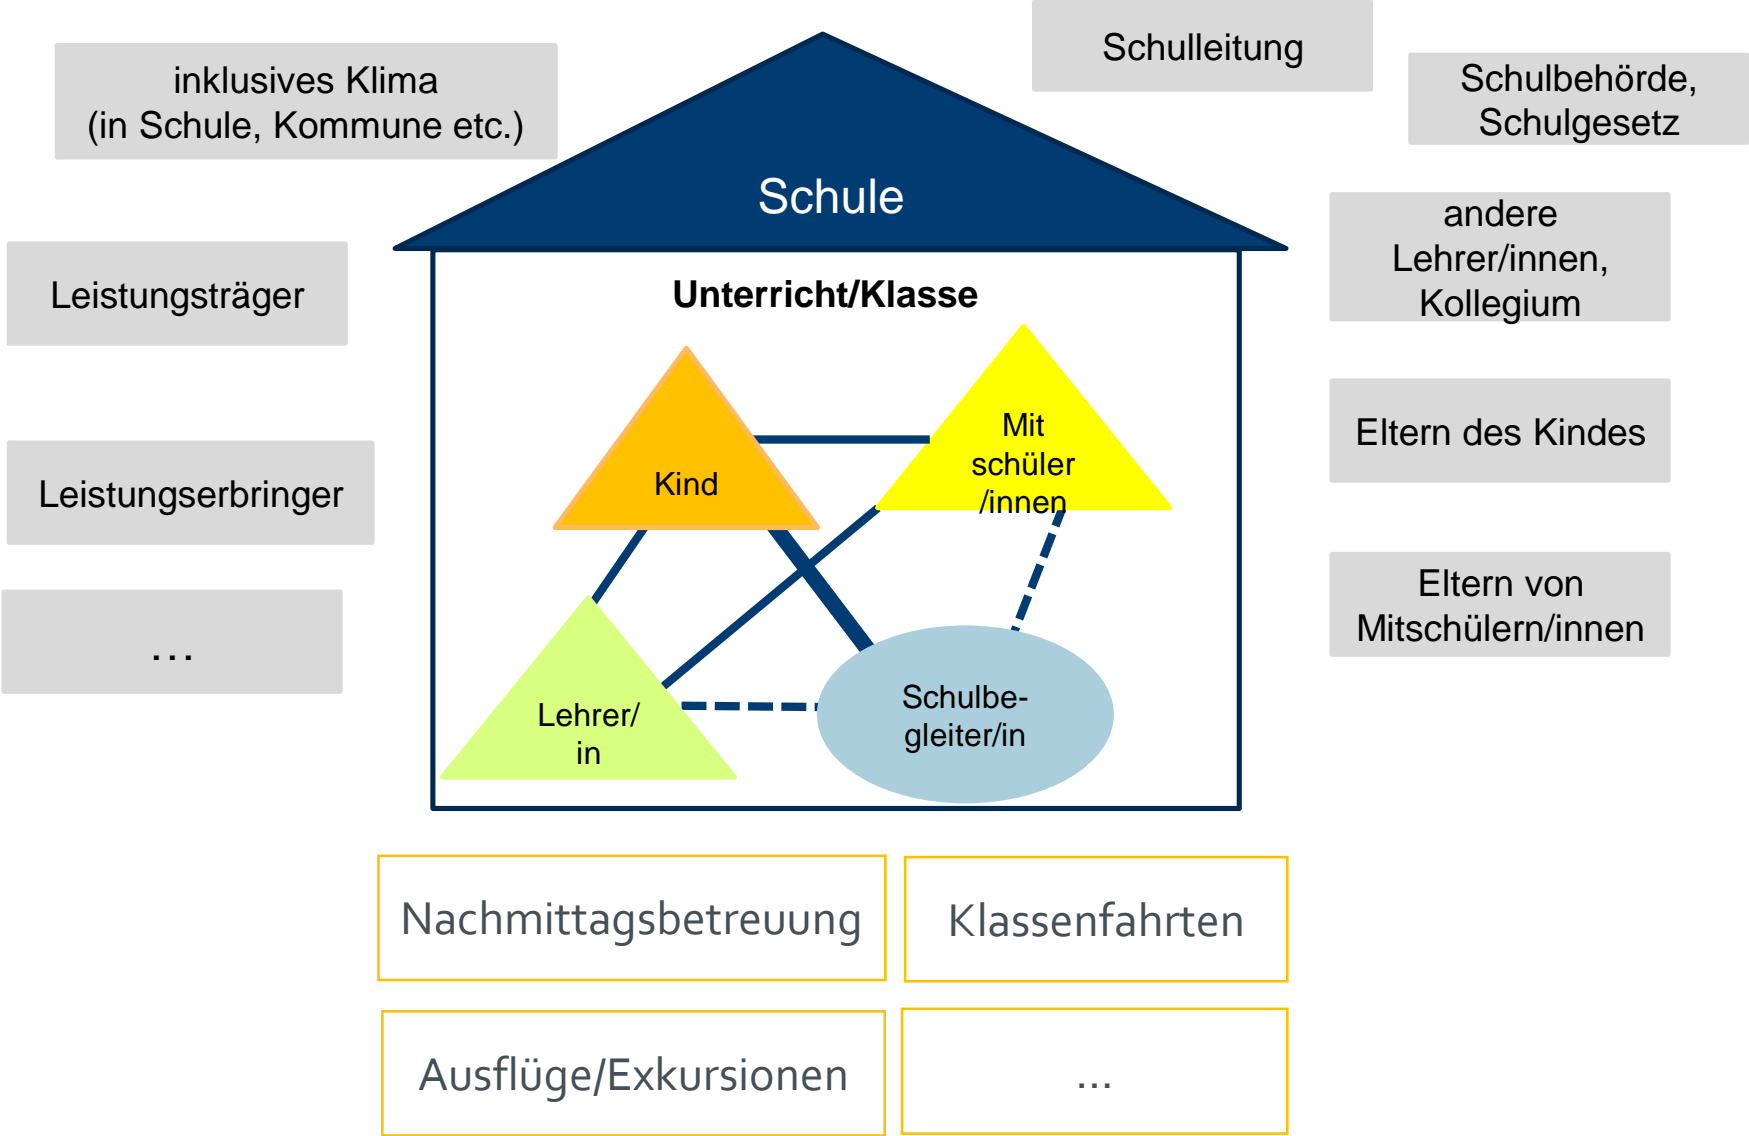 Schulleitung
inklusives Klima
(in Schule, Kommune etc.)
Schulbehörde,
Schulgesetz
Schule
andere
Lehrer/innen,
Kollegium
Leistungsträger
Unterricht/Klasse
Eltern des Kindes
Mit
schüler
/innen
Kind
Leistungserbringer
Eltern von
Mitschülern/innen
…
Lehrer/
in
Schulbe-
gleiter/in
Nachmittagsbetreuung
Klassenfahrten
Ausflüge/Exkursionen
...